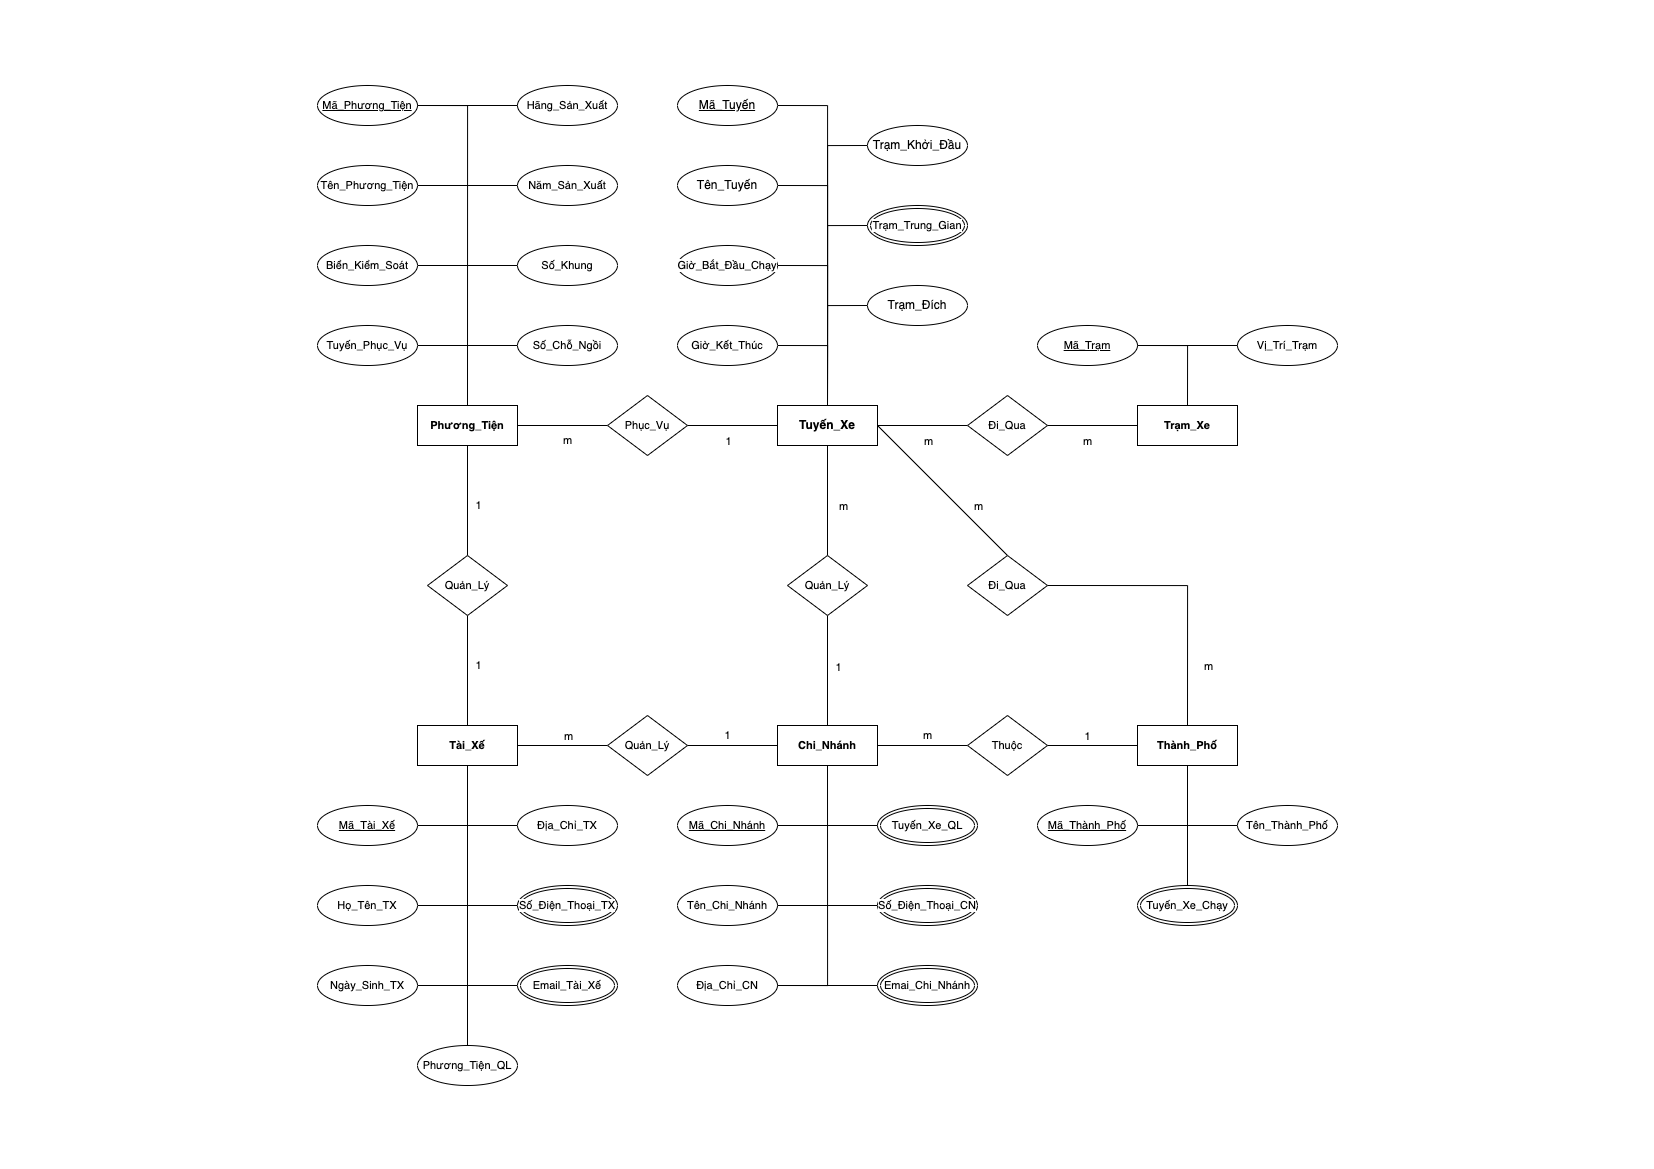 Mã_Phương_Tiện
Hãng_Sản_Xuất
Mã_Tuyến
Trạm_Khởi_Đầu
Tên_Phương_Tiện
Năm_Sản_Xuất
Tên_Tuyến
Trạm_Trung_Gian
Biển_Kiểm_Soát
Số_Khung
Giờ_Bắt_Đầu_Chạy
Trạm_Đích
Tuyến_Phục_Vụ
Số_Chỗ_Ngồi
Giờ_Kết_Thúc
Mã_Trạm
Vị_Trí_Trạm
Phương_Tiện
m
Phục_Vụ
1
Tuyến_Xe
m
Đi_Qua
m
Trạm_Xe
1
m
m
Quản_Lý
Quản_Lý
Đi_Qua
1
1
m
Tài_Xế
m
Quản_Lý
1
Chi_Nhánh
m
Thuộc
1
Thành_Phố
Mã_Tài_Xế
Địa_Chỉ_TX
Mã_Chi_Nhánh
Tuyến_Xe_QL
Mã_Thành_Phố
Tên_Thành_Phố
Họ_Tên_TX
Số_Điện_Thoại_TX
Tên_Chi_Nhánh
Số_Điện_Thoại_CN
Tuyến_Xe_Chạy
Ngày_Sinh_TX
Email_Tài_Xế
Địa_Chỉ_CN
Emai_Chi_Nhánh
Phương_Tiện_QL